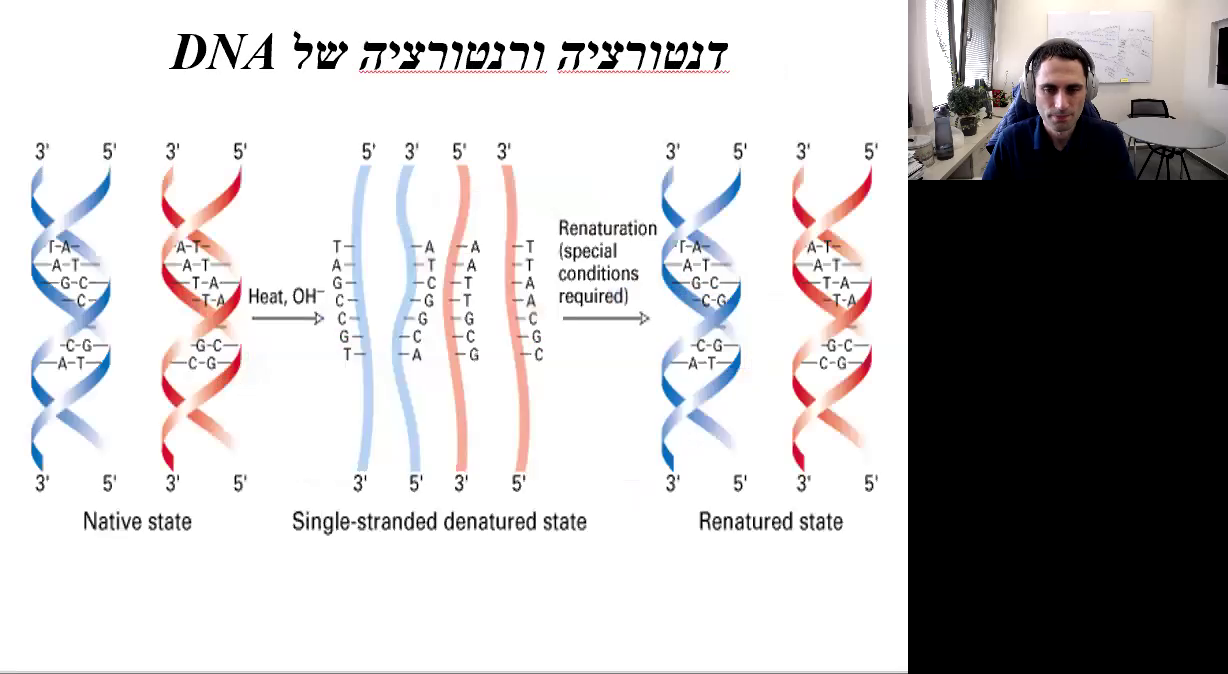 דנטורציה ורנטורציה של DNA
3' 5' 3' 5' 5' 3' 5' 3' 3' 5' 3' 5'
T-A A-T T A A T T-A A-T
A-T A-T A T A T A-T A-T
G-C T-A G C T A G-C T-A
C T-A C G T A C-G T-A
C G G C
C-G G-C G C C G C-G G-C
A-T C-G T A G C A-T C-G
Heat, OH⁻
Renaturation
(special
conditions
required)
3' 5' 3' 5' 3' 5' 3' 5' 3' 5' 3' 5'
Native state
Single-stranded denatured state
Renatured state